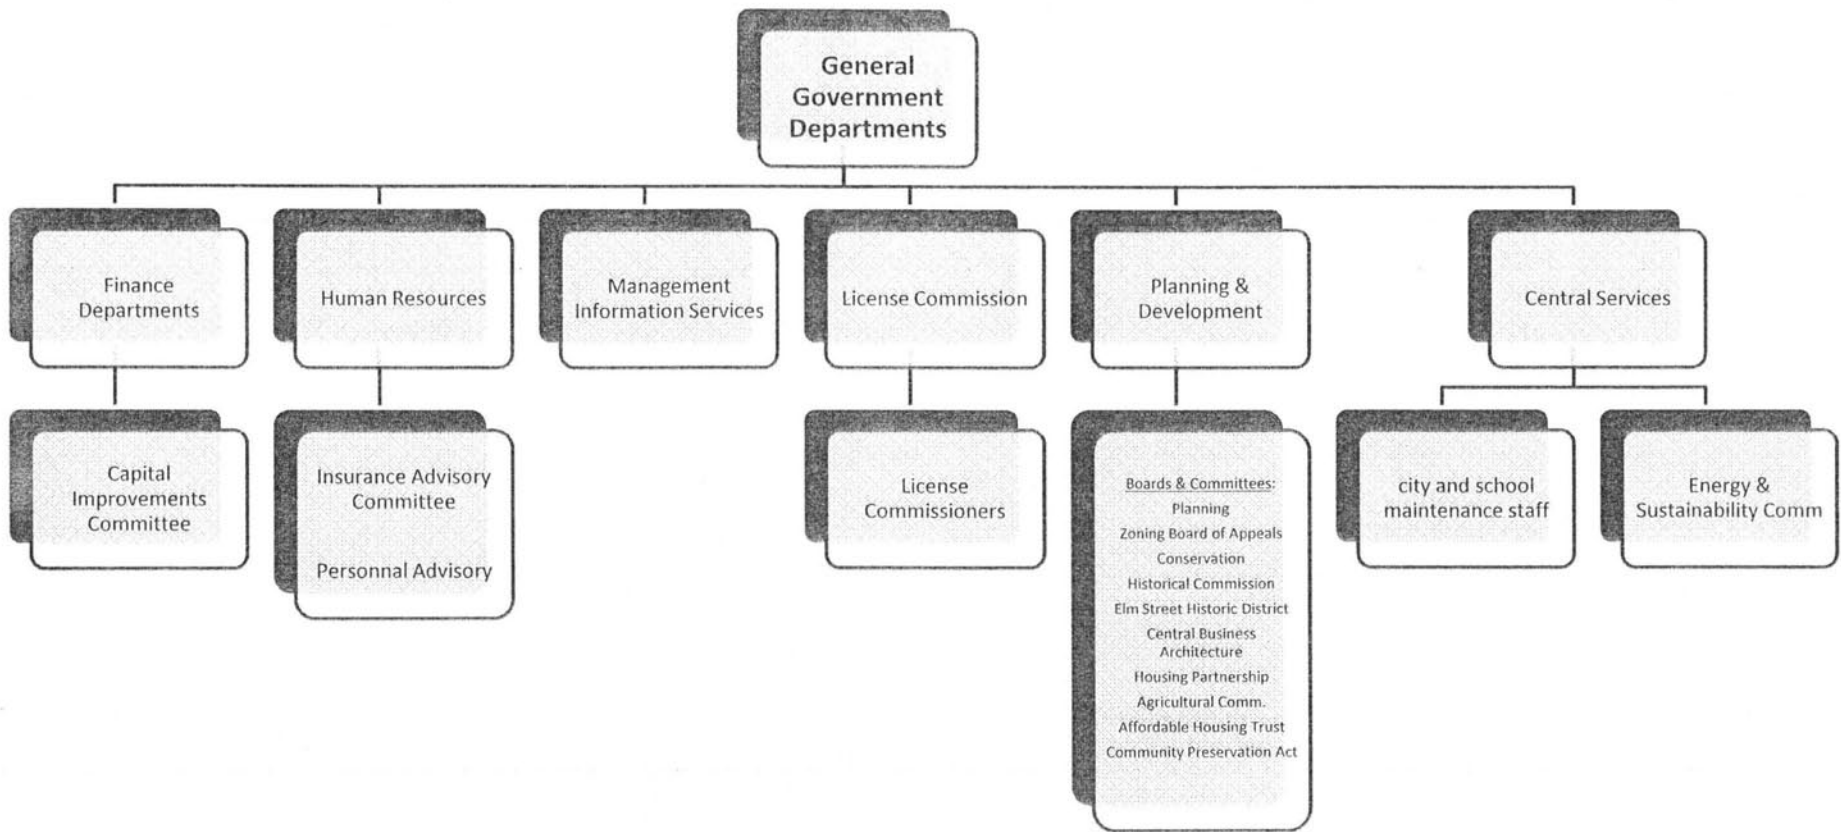 General
Government
Departments
Finance
Departments
Human Resources
Management
Information Services
License Commission
Planning &
Development
Central Services
Capital
Improvements
Committee
Insurance Advisory
Committee
Personnal Advisory
License
Commissioners
Boards & Committees:
Planning
Zoning Board of Appeals
Conservation
Historical Commission
Elm Street Historic District
Central Business
Architecture
Housing Partnership
Agricultural Comm.
Affordable Housing Trust
Community Preservation Act
city and school
maintenance staff
Energy &
Sustainability Comm